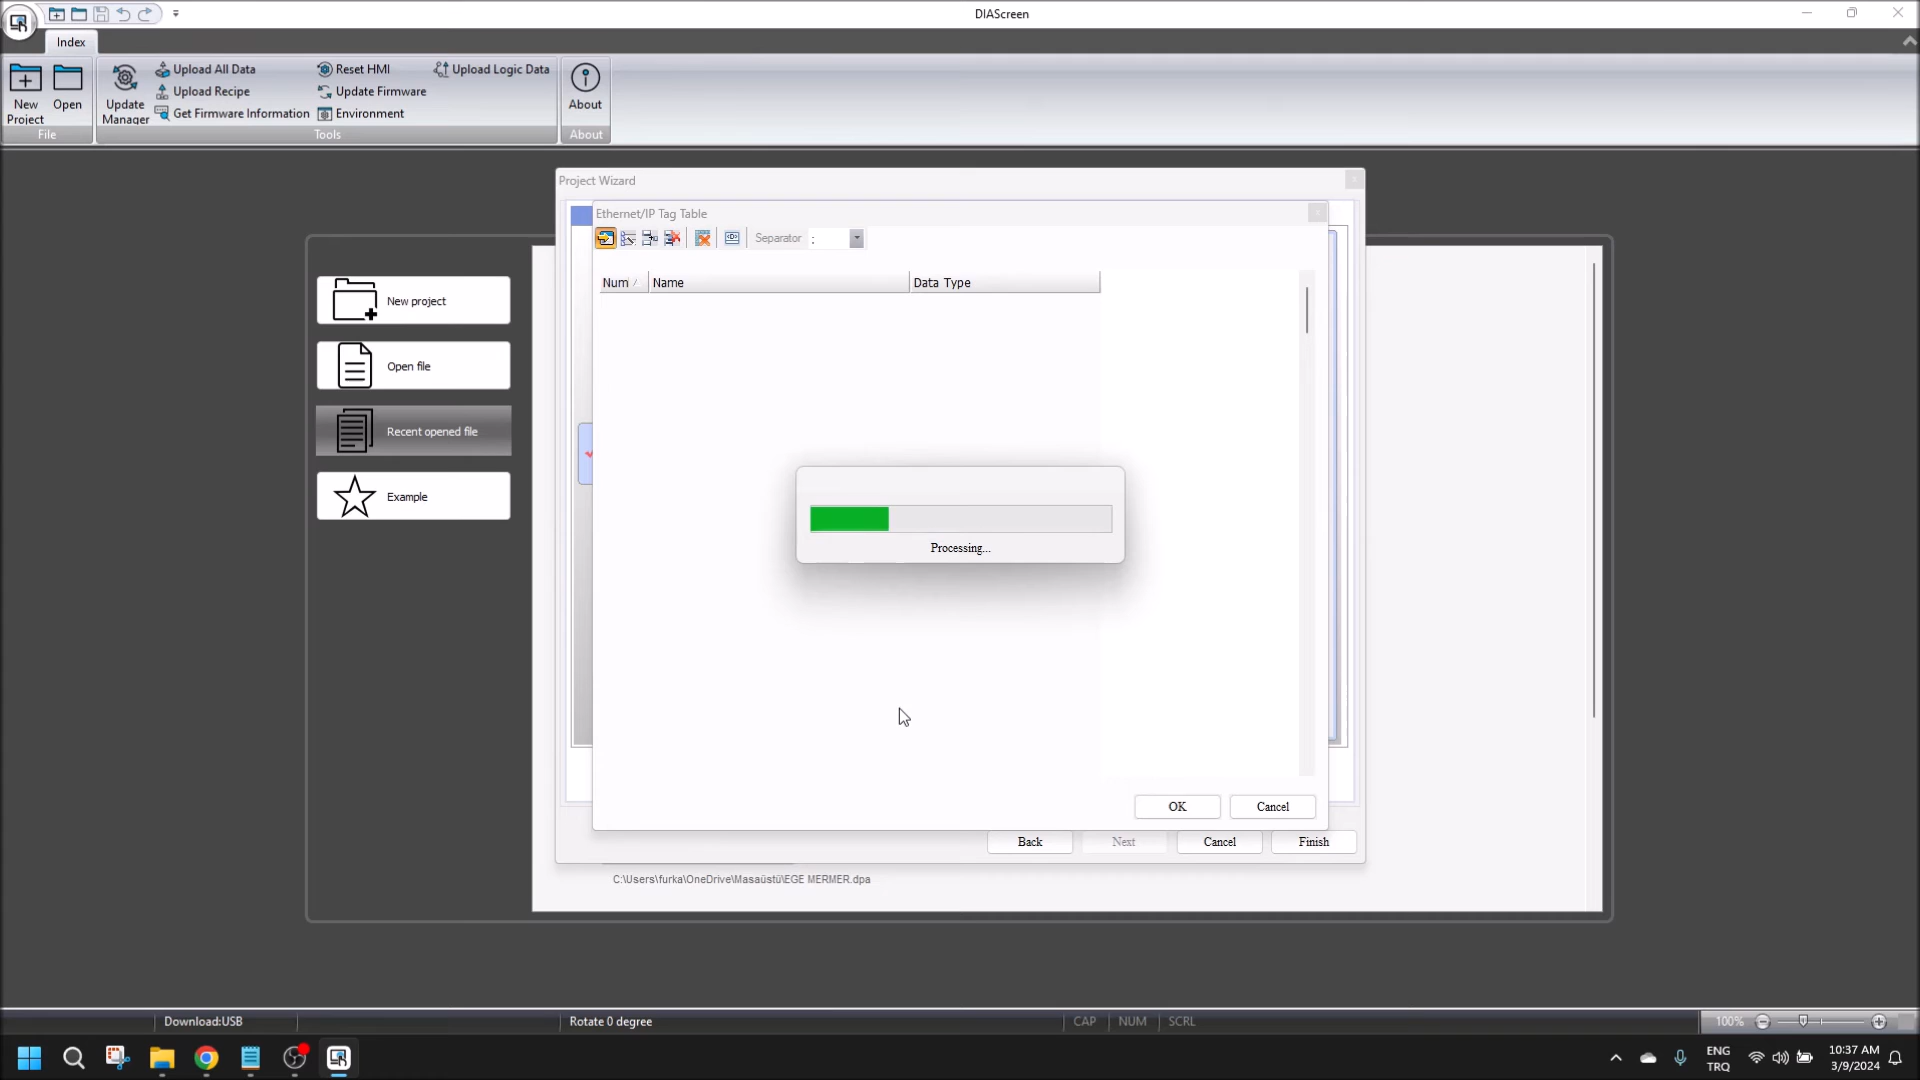 DIAScreen
Index
New Project
Open
File
Update Manager
Upload All Data
Upload Recipe
Get Firmware Information
Reset HMI
Update Firmware
Environment
Upload Logic Data
Tools
About
About
Project Wizard
Ethernet/IP Tag Table
Separator ;
Num Name Data Type
New project
Open file
Recent opened file
Example
Processing...
OK Cancel
Back Next Cancel Finish
C:\Users\furka\OneDrive\Masaüstü\EGE MERMER.dpa
Download:USB Rotate 0 degree CAP NUM SCRL 100%
ENG
TRQ
10:37 AM
3/9/2024